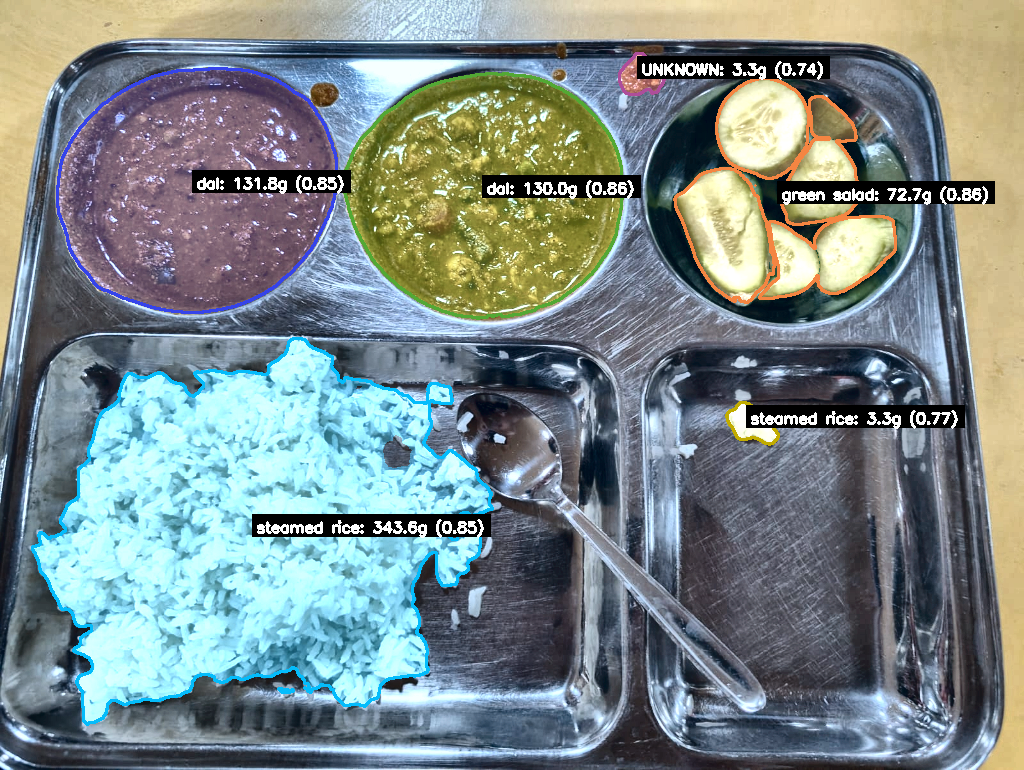 UNKNOWN: 3.3g (0.74)
dal: 131.8g (0.85)
dal: 130.0g (0.86)
green salad: 72.7g (0.86)
steamed rice: 3.3g (0.77)
steamed rice: 343.6g (0.85)